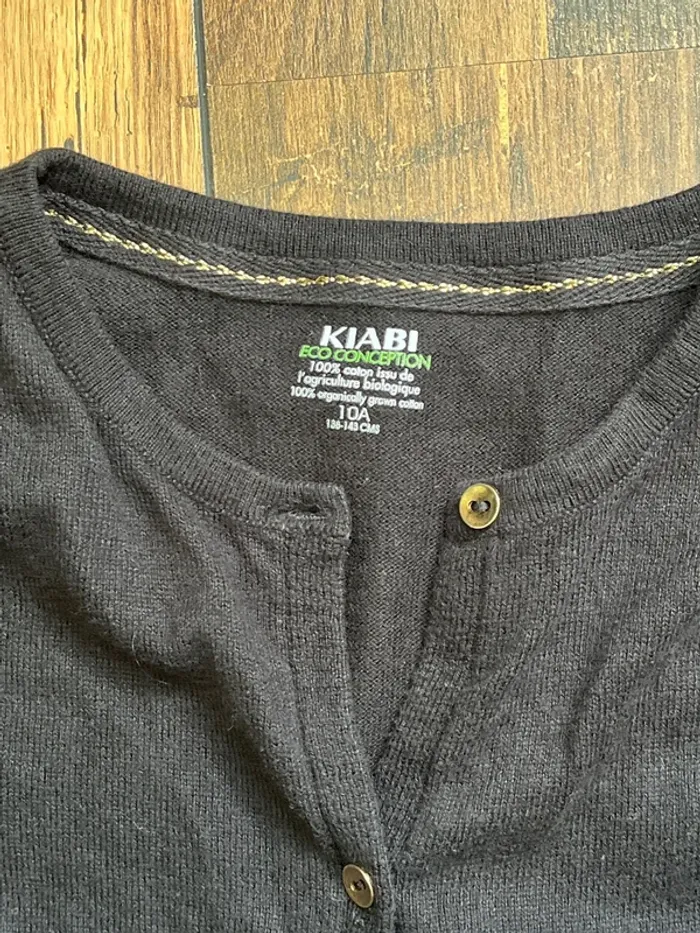 KIABI
ECO CONCEPTION
100% coton issu de
l'agriculture biologique
100% organically grown cotton
10A
138-143 CMS